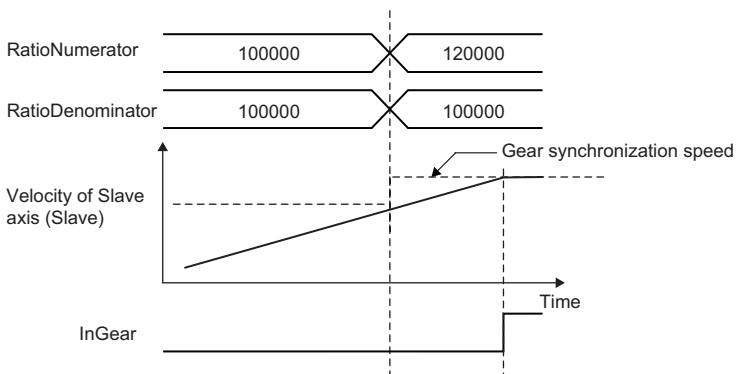 RatioNumerator
100000
120000
RatioDenominator
100000
100000
Gear synchronization speed
Velocity of Slave
axis (Slave)
Time
InGear